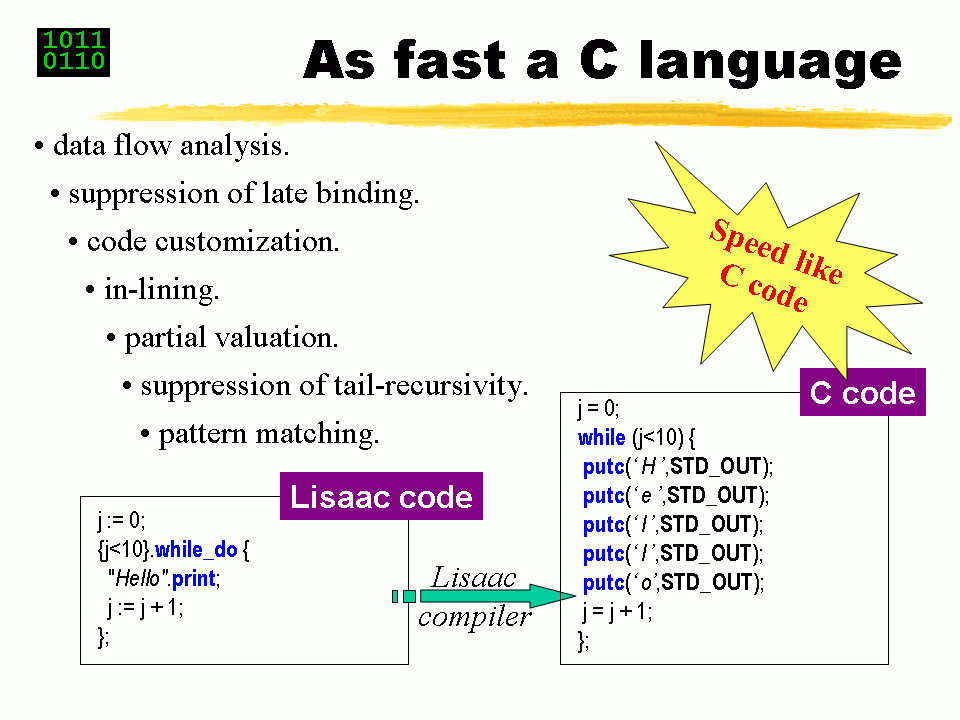 1011
0110
As fast a C language
• data flow analysis.
• suppression of late binding.
• code customization.
• in-lining.
• partial valuation.
• suppression of tail-recursivity.
• pattern matching.
Speed like
C code
Lisaac code
j := 0;
{j<10}.while_do {
"Hello".print;
j := j + 1;
};
Lisaac
compiler
C code
j = 0;
while (j<10) {
putc(‘ H ’,STD_OUT);
putc(‘ e ’,STD_OUT);
putc(‘ l ’,STD_OUT);
putc(‘ l ’,STD_OUT);
putc(‘ o’,STD_OUT);
j = j + 1;
};